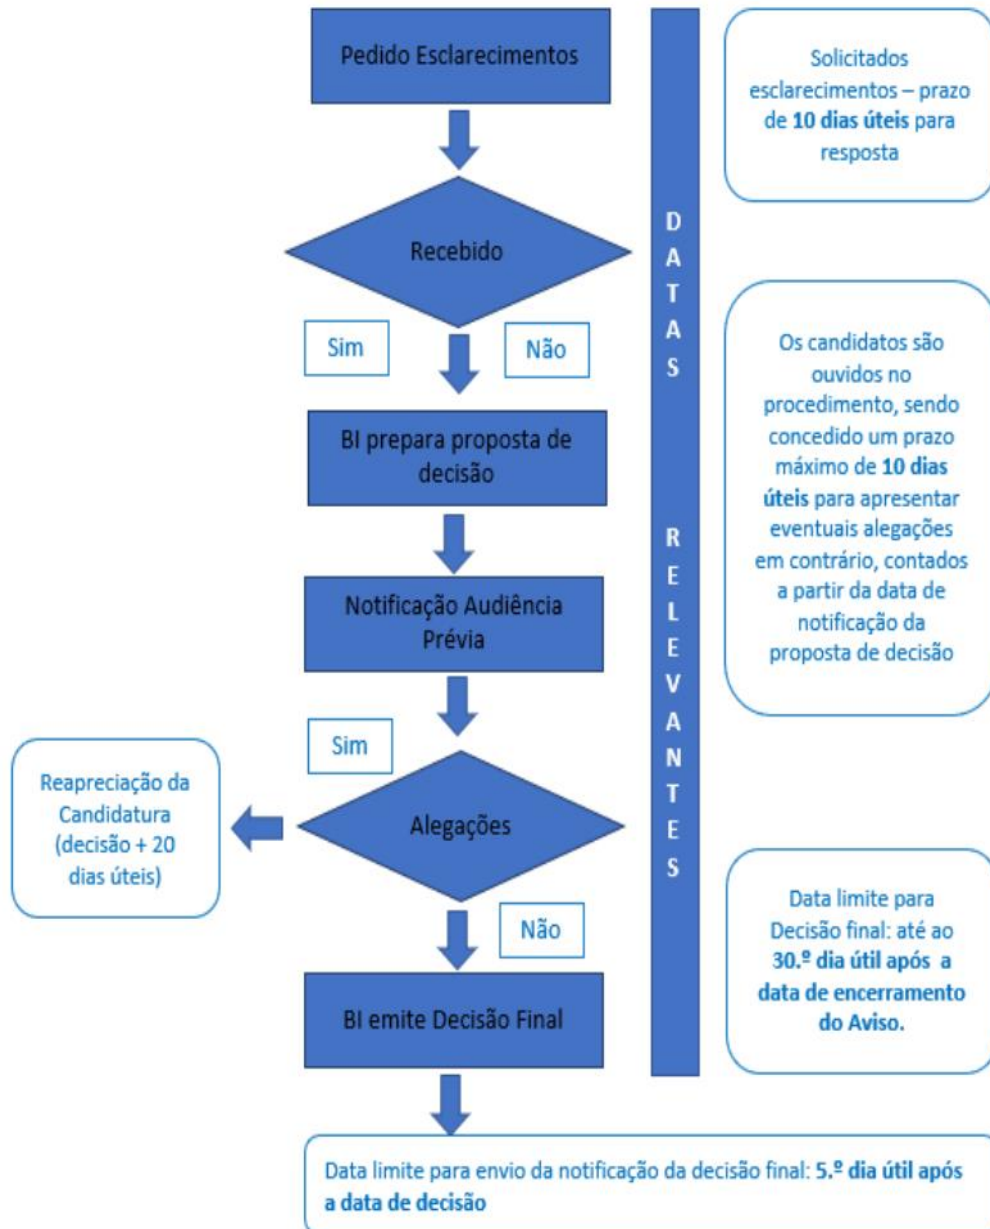 Pedido Esclarecimentos
Solicitados
esclarecimentos – prazo
de 10 dias úteis para
resposta
Recebido
Sim
Não
BI prepara proposta de
decisão
Os candidatos são
ouvidos no
procedimento, sendo
concedido um prazo
máximo de 10 dias
úteis para apresentar
eventuais alegações
em contrário, contados
a partir da data de
notificação da
proposta de decisão
Notificação Audiência
Prévia
Sim
Reapreciação da
Candidatura
(decisão + 20
dias úteis)
Alegações
Não
BI emite Decisão Final
DATAS RELEVANTES
Data limite para
Decisão final: até ao
30.º dia útil após a
data de encerramento
do Aviso.
Data limite para envio da notificação da decisão final: 5.º dia útil após
a data de decisão